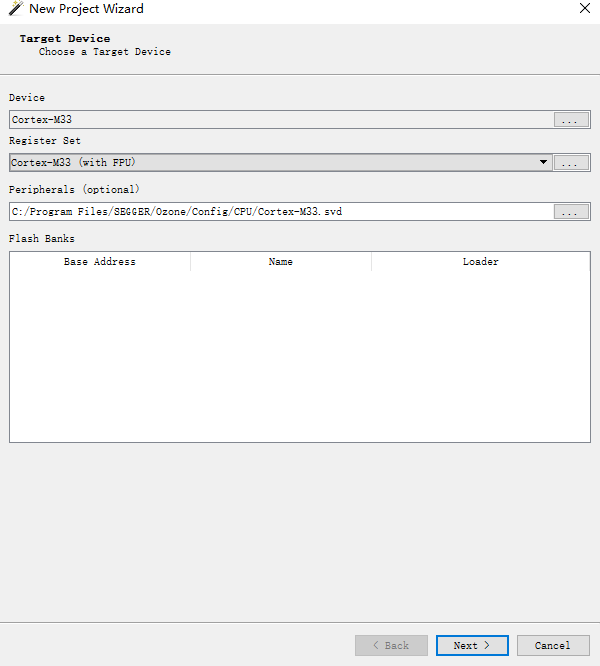 New Project Wizard
Target Device
Choose a Target Device
Device
Cortex-M33
...
Register Set
Cortex-M33 (with FPU)
...
Peripherals (optional)
C:/Program Files/SEGGER/Ozone/Config/CPU/Cortex-M33.svd
...
Flash Banks
Base Address Name Loader
< Back Next > Cancel